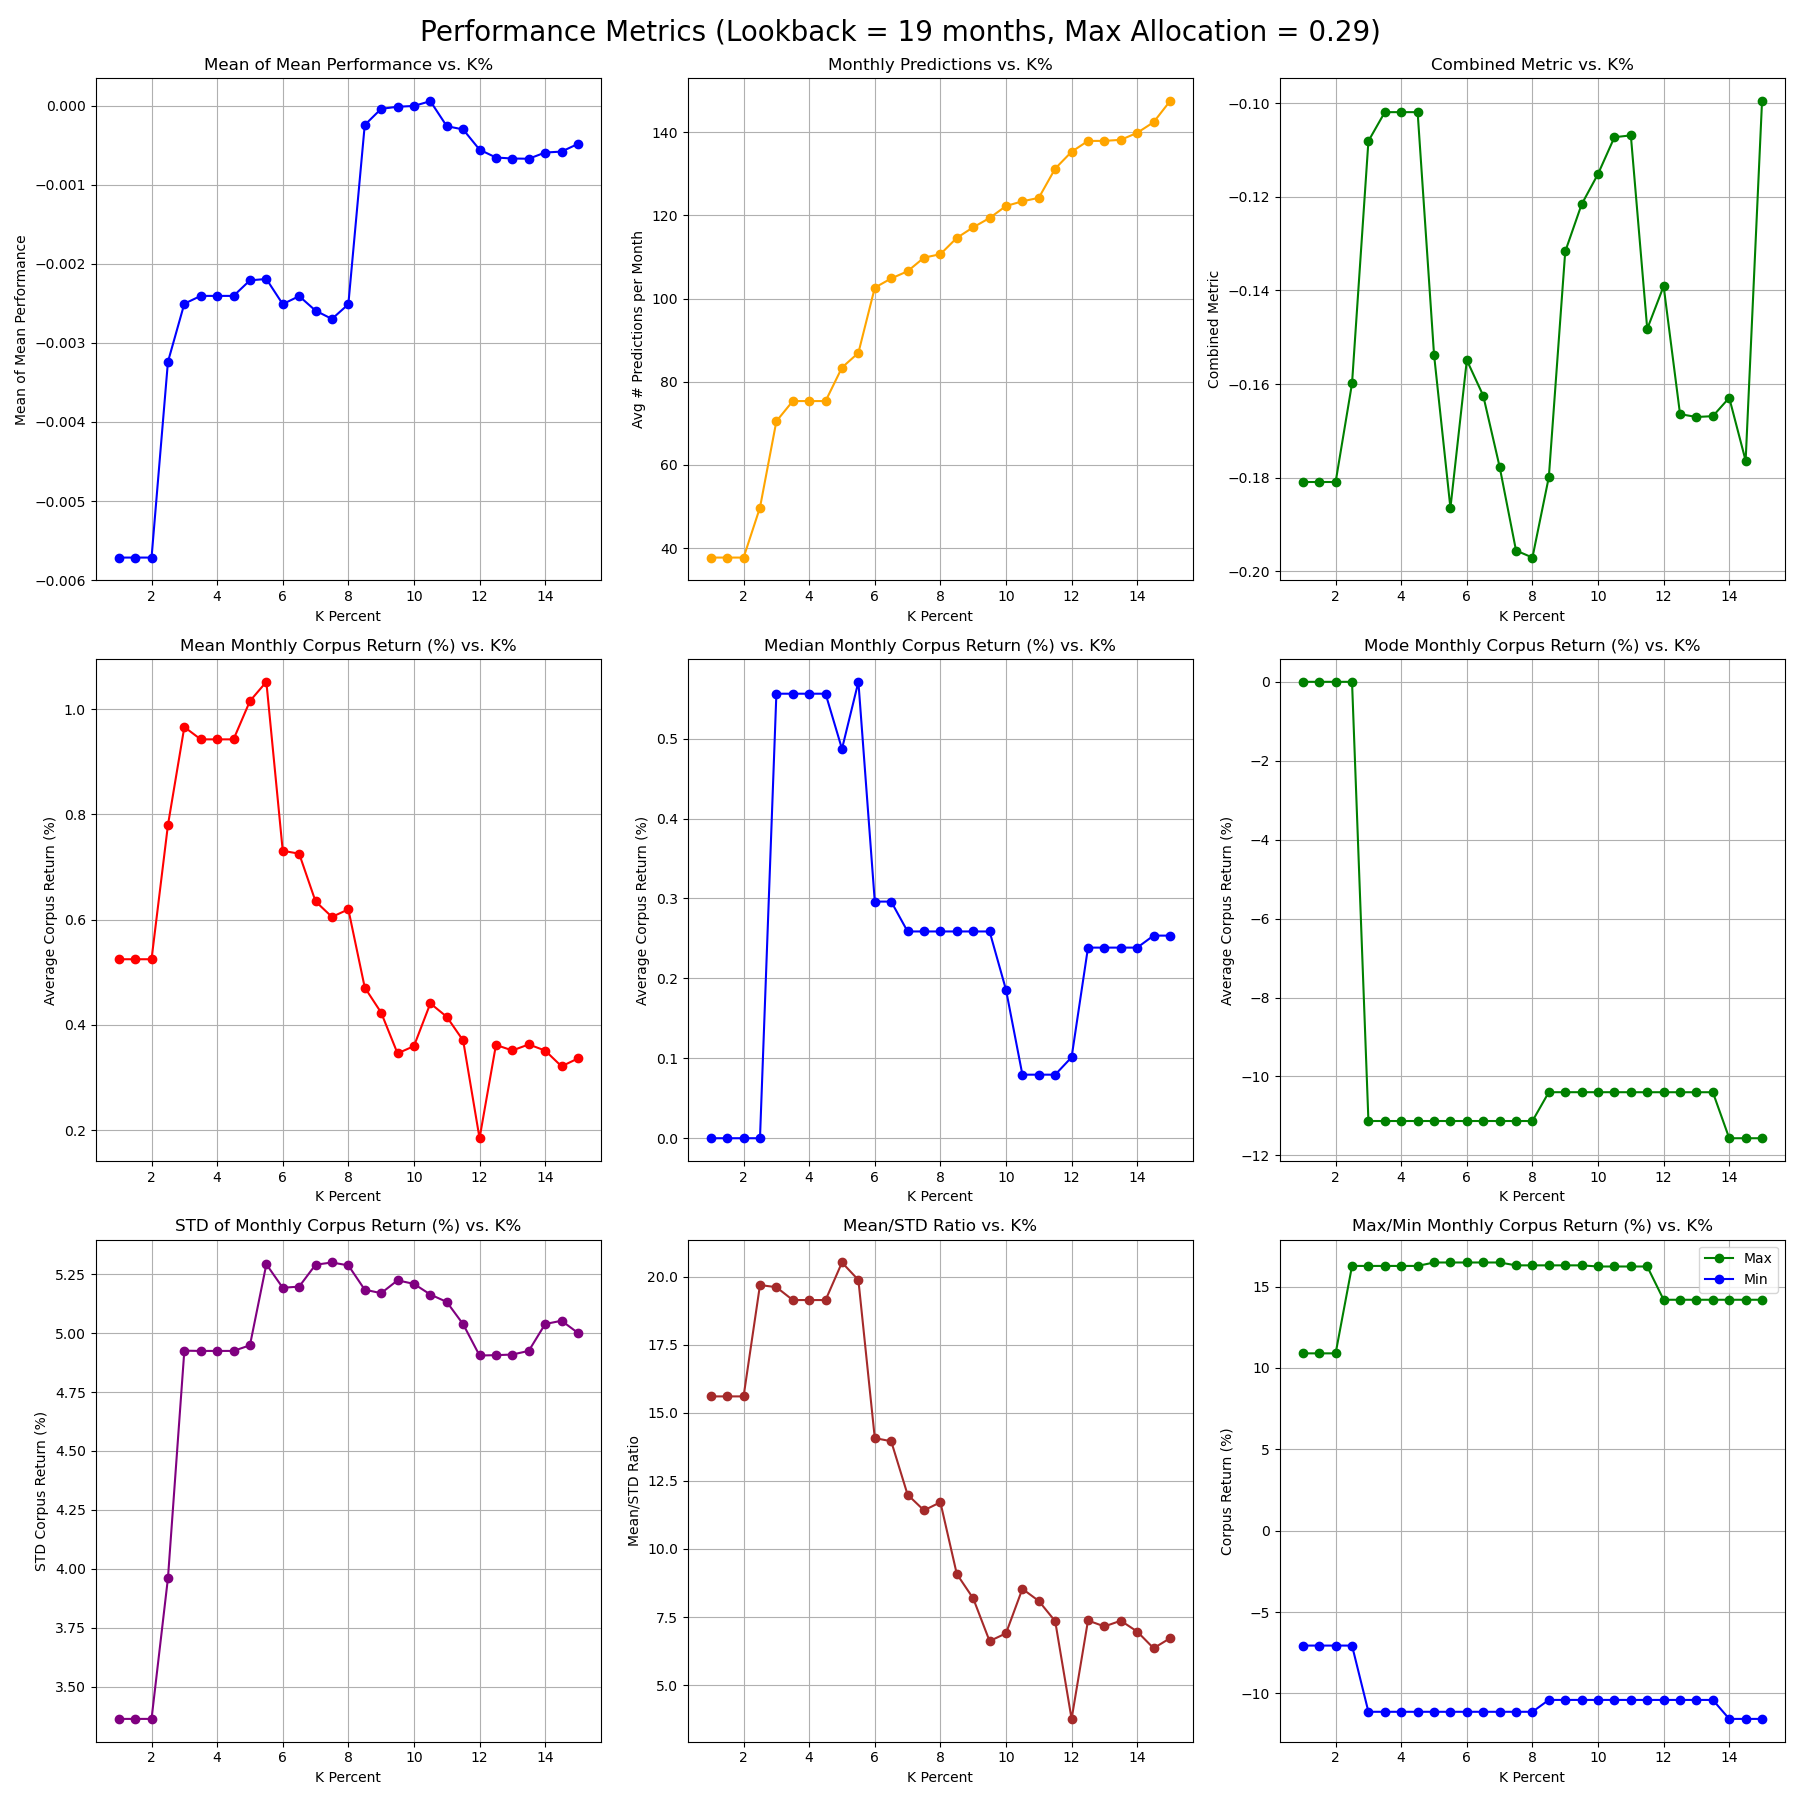 Performance Metrics (Lookback = 19 months, Max Allocation = 0.29)
Mean of Mean Performance vs. K%
0.000
−0.001
−0.002
−0.003
−0.004
−0.005
−0.006
Mean of Mean Performance
2 4 6 8 10 12 14
K Percent
Monthly Predictions vs. K%
140
120
100
80
60
40
Avg # Predictions per Month
2 4 6 8 10 12 14
K Percent
Combined Metric vs. K%
−0.10
−0.12
−0.14
−0.16
−0.18
−0.20
Combined Metric
2 4 6 8 10 12 14
K Percent
Mean Monthly Corpus Return (%) vs. K%
1.0
0.8
0.6
0.4
0.2
Average Corpus Return (%)
2 4 6 8 10 12 14
K Percent
Median Monthly Corpus Return (%) vs. K%
0.5
0.4
0.3
0.2
0.1
0.0
Average Corpus Return (%)
2 4 6 8 10 12 14
K Percent
Mode Monthly Corpus Return (%) vs. K%
0
−2
−4
−6
−8
−10
−12
Average Corpus Return (%)
2 4 6 8 10 12 14
K Percent
STD of Monthly Corpus Return (%) vs. K%
5.25
5.00
4.75
4.50
4.25
4.00
3.75
3.50
STD Corpus Return (%)
2 4 6 8 10 12 14
K Percent
Mean/STD Ratio vs. K%
20.0
17.5
15.0
12.5
10.0
7.5
5.0
Mean/STD Ratio
2 4 6 8 10 12 14
K Percent
Max/Min Monthly Corpus Return (%) vs. K%
Max
Min
15
10
5
0
−5
−10
Corpus Return (%)
2 4 6 8 10 12 14
K Percent